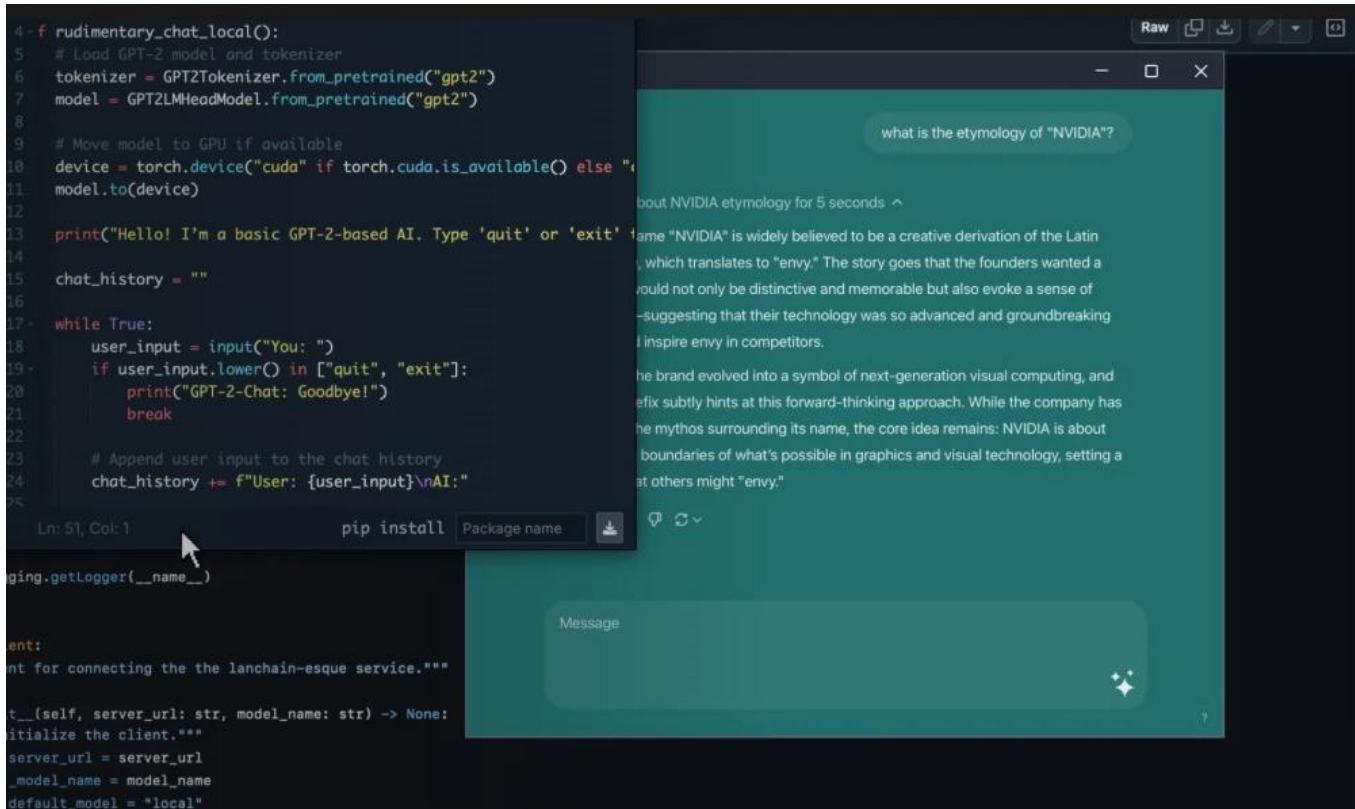 4 f rudimentary_chat_local():
5 # Load GPT-2 model and tokenizer
6 tokenizer = GPT2Tokenizer.from_pretrained("gpt2")
7 model = GPT2LMHeadModel.from_pretrained("gpt2")
8
9 # Move model to GPU if available
10 device = torch.device("cuda" if torch.cuda.is_available() else "
11 model.to(device)
12
13 print("Hello! I'm a basic GPT-2-based AI. Type 'quit' or 'exit'
14
15 chat_history = ""
16
17 while True:
18 user_input = input("You: ")
19 if user_input.lower() in ["quit", "exit"]:
20 print("GPT-2-Chat: Goodbye!")
21 break
22
23 # Append user input to the chat history
24 chat_history += f"User: {user_input}\nAI:"
25
Ln: 51, Col: 1 pip install Package name
Raw
what is the etymology of "NVIDIA"?
bout NVIDIA etymology for 5 seconds
ame "NVIDIA" is widely believed to be a creative derivation of the Latin
, which translates to "envy." The story goes that the founders wanted a
ould not only be distinctive and memorable but also evoke a sense of
–suggesting that their technology was so advanced and groundbreaking
inspire envy in competitors.
he brand evolved into a symbol of next-generation visual computing, and
efix subtly hints at this forward-thinking approach. While the company has
he mythos surrounding its name, the core idea remains: NVIDIA is about
boundaries of what's possible in graphics and visual technology, setting a
at others might "envy."
Message
?
ging.getLogger(__name__)
ent:
nt for connecting the the lanchain-esque service."""
t__(self, server_url: str, model_name: str) -> None:
itialize the client."""
server_url = server_url
_model_name = model_name
default_model = "local"